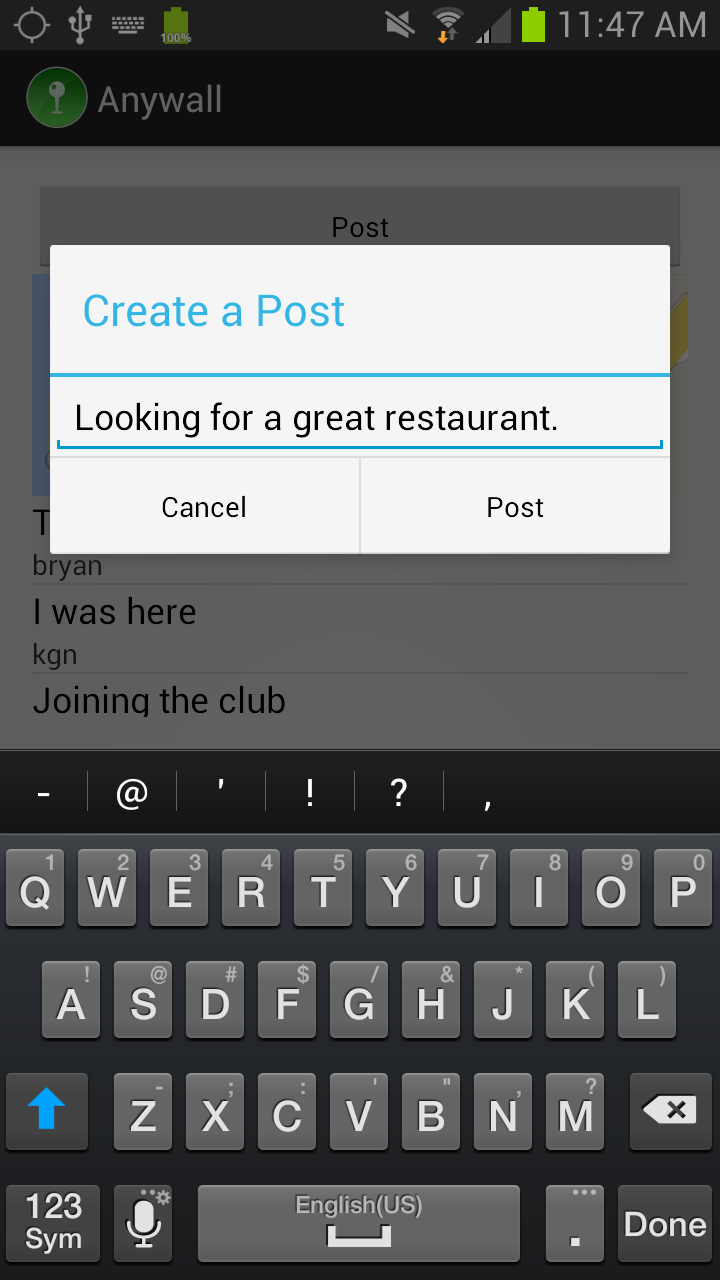 100%
11:47 AM
Anywall
Post
Create a Post
Looking for a great restaurant.
Cancel Post
T
bryan
I was here
kgn
Joining the club
- @ ' ! ? ,
1 2 3 4 5 6 7 8 9 0
Q W E R T Y U I O P
! @ # $ / & * ( )
A S D F G H J K L
- ; : ' " , ?
Z X C V B N M
123 Sym English(US) ... . Done